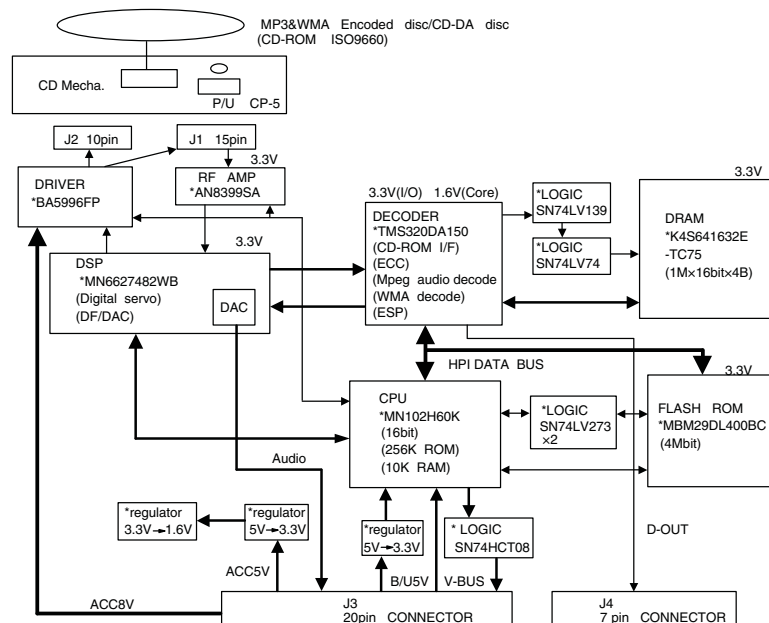 MP3&WMA Encoded disc/CD-DA disc
(CD-ROM ISO9660)
CD Mecha.
P/U CP-5
J2 10pin
J1 15pin
3.3V
DRIVER
*BA5996FP
RF AMP
*AN8399SA
3.3V
DSP
*MN6627482WB
(Digital servo)
(DF/DAC)
DAC
3.3V(I/O) 1.6V(Core)
DECODER
*TMS320DA150
(CD-ROM I/F)
(ECC)
(Mpeg audio decode)
(WMA decode)
(ESP)
*LOGIC
SN74LV139
*LOGIC
SN74LV74
3.3V
DRAM
*K4S641632E
-TC75
(1M×16bit×4B)
HPI DATA BUS
CPU
*MN102H60K
(16bit)
(256K ROM)
(10K RAM)
*LOGIC
SN74LV273
×2
3.3V
FLASH ROM
*MBM29DL400BC
(4Mbit)
Audio
*regulator
3.3V→1.6V
*regulator
5V→3.3V
*regulator
5V→3.3V
* LOGIC
SN74HCT08
D-OUT
ACC5V
B/U5V
V-BUS
ACC8V
J3
20pin CONNECTOR
J4
7 pin CONNECTOR